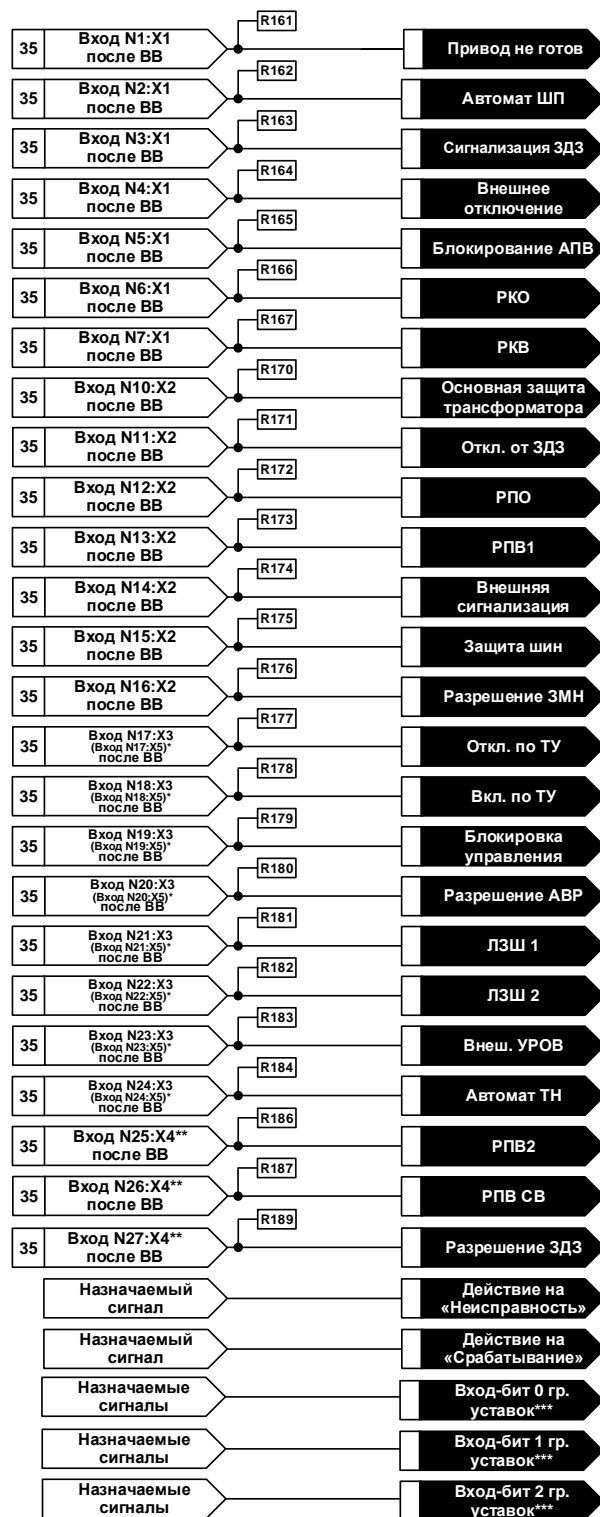 R161
35 Вход N1:X1 Привод не готов
после ВВ
R162
35 Вход N2:X1 Автомат ШП
после ВВ
R163
35 Вход N3:X1 Сигнализация ЗДЗ
после ВВ
R164
35 Вход N4:X1 Внешнее
после ВВ отключение
R165
35 Вход N5:X1 Блокирование АПВ
после ВВ
R166
35 Вход N6:X1 РКО
после ВВ
R167
35 Вход N7:X1 РКВ
после ВВ
R170
35 Вход N10:X2 Основная защита
после ВВ трансформатора
R171
35 Вход N11:X2 Откл. от ЗДЗ
после ВВ
R172
35 Вход N12:X2 РПО
после ВВ
R173
35 Вход N13:X2 РПВ1
после ВВ
R174
35 Вход N14:X2 Внешняя
после ВВ сигнализация
R175
35 Вход N15:X2 Защита шин
после ВВ
R176
35 Вход N16:X2 Разрешение ЗМН
после ВВ
R177
35 Вход N17:X3 Откл. по ТУ
(Вход N17:X5)*
после ВВ
R178
35 Вход N18:X3 Вкл. по ТУ
(Вход N18:X5)*
после ВВ
R179
35 Вход N19:X3 Блокировка
(Вход N19:X5)* управления
после ВВ
R180
35 Вход N20:X3 Разрешение АВР
(Вход N20:X5)*
после ВВ
R181
35 Вход N21:X3 ЛЗШ 1
(Вход N21:X5)*
после ВВ
R182
35 Вход N22:X3 ЛЗШ 2
(Вход N22:X5)*
после ВВ
R183
35 Вход N23:X3 Внеш. УРОВ
(Вход N23:X5)*
после ВВ
R184
35 Вход N24:X3 Автомат ТН
(Вход N24:X5)*
после ВВ
R186
35 Вход N25:X4** РПВ2
после ВВ
R187
35 Вход N26:X4** РПВ СВ
после ВВ
R189
35 Вход N27:X4** Разрешение ЗДЗ
после ВВ
Назначаемый Действие на
сигнал «Неисправность»
Назначаемый Действие на
сигнал «Срабатывание»
Назначаемые Вход-бит 0 гр.
сигналы уставок***
Назначаемые Вход-бит 1 гр.
сигналы уставок***
Назначаемые Вход-бит 2 гр.
сигналы уставок***